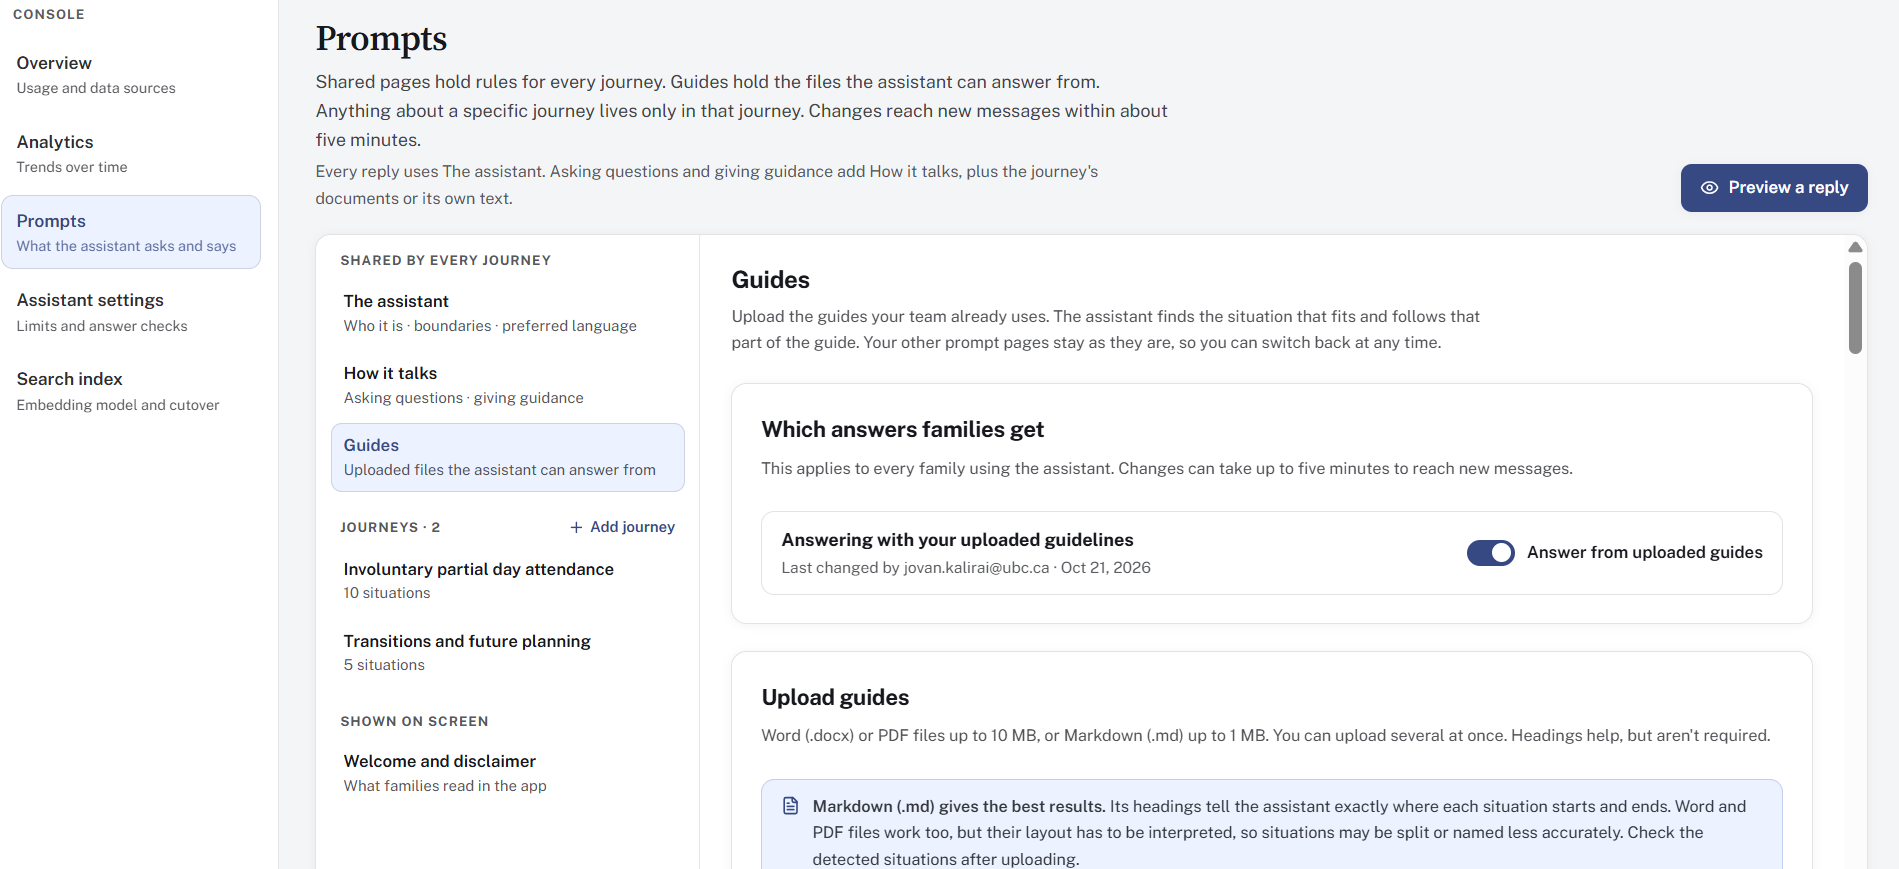 CONSOLE
Overview
Usage and data sources
Analytics
Trends over time
Prompts
What the assistant asks and says
Assistant settings
Limits and answer checks
Search index
Embedding model and cutover
Prompts
Shared pages hold rules for every journey. Guides hold the files the assistant can answer from.
Anything about a specific journey lives only in that journey. Changes reach new messages within about
five minutes.
Every reply uses The assistant. Asking questions and giving guidance add How it talks, plus the journey's
documents or its own text.
Preview a reply
SHARED BY EVERY JOURNEY
The assistant
Who it is · boundaries · preferred language
How it talks
Asking questions · giving guidance
Guides
Uploaded files the assistant can answer from
JOURNEYS · 2
+ Add journey
Involuntary partial day attendance
10 situations
Transitions and future planning
5 situations
SHOWN ON SCREEN
Welcome and disclaimer
What families read in the app
Guides
Upload the guides your team already uses. The assistant finds the situation that fits and follows that
part of the guide. Your other prompt pages stay as they are, so you can switch back at any time.
Which answers families get
This applies to every family using the assistant. Changes can take up to five minutes to reach new messages.
Answering with your uploaded guidelines
Last changed by jovan.kalirai@ubc.ca · Oct 21, 2026
Answer from uploaded guides
Upload guides
Word (.docx) or PDF files up to 10 MB, or Markdown (.md) up to 1 MB. You can upload several at once. Headings help, but aren't required.
Markdown (.md) gives the best results. Its headings tell the assistant exactly where each situation starts and ends. Word and
PDF files work too, but their layout has to be interpreted, so situations may be split or named less accurately. Check the
detected situations after uploading.